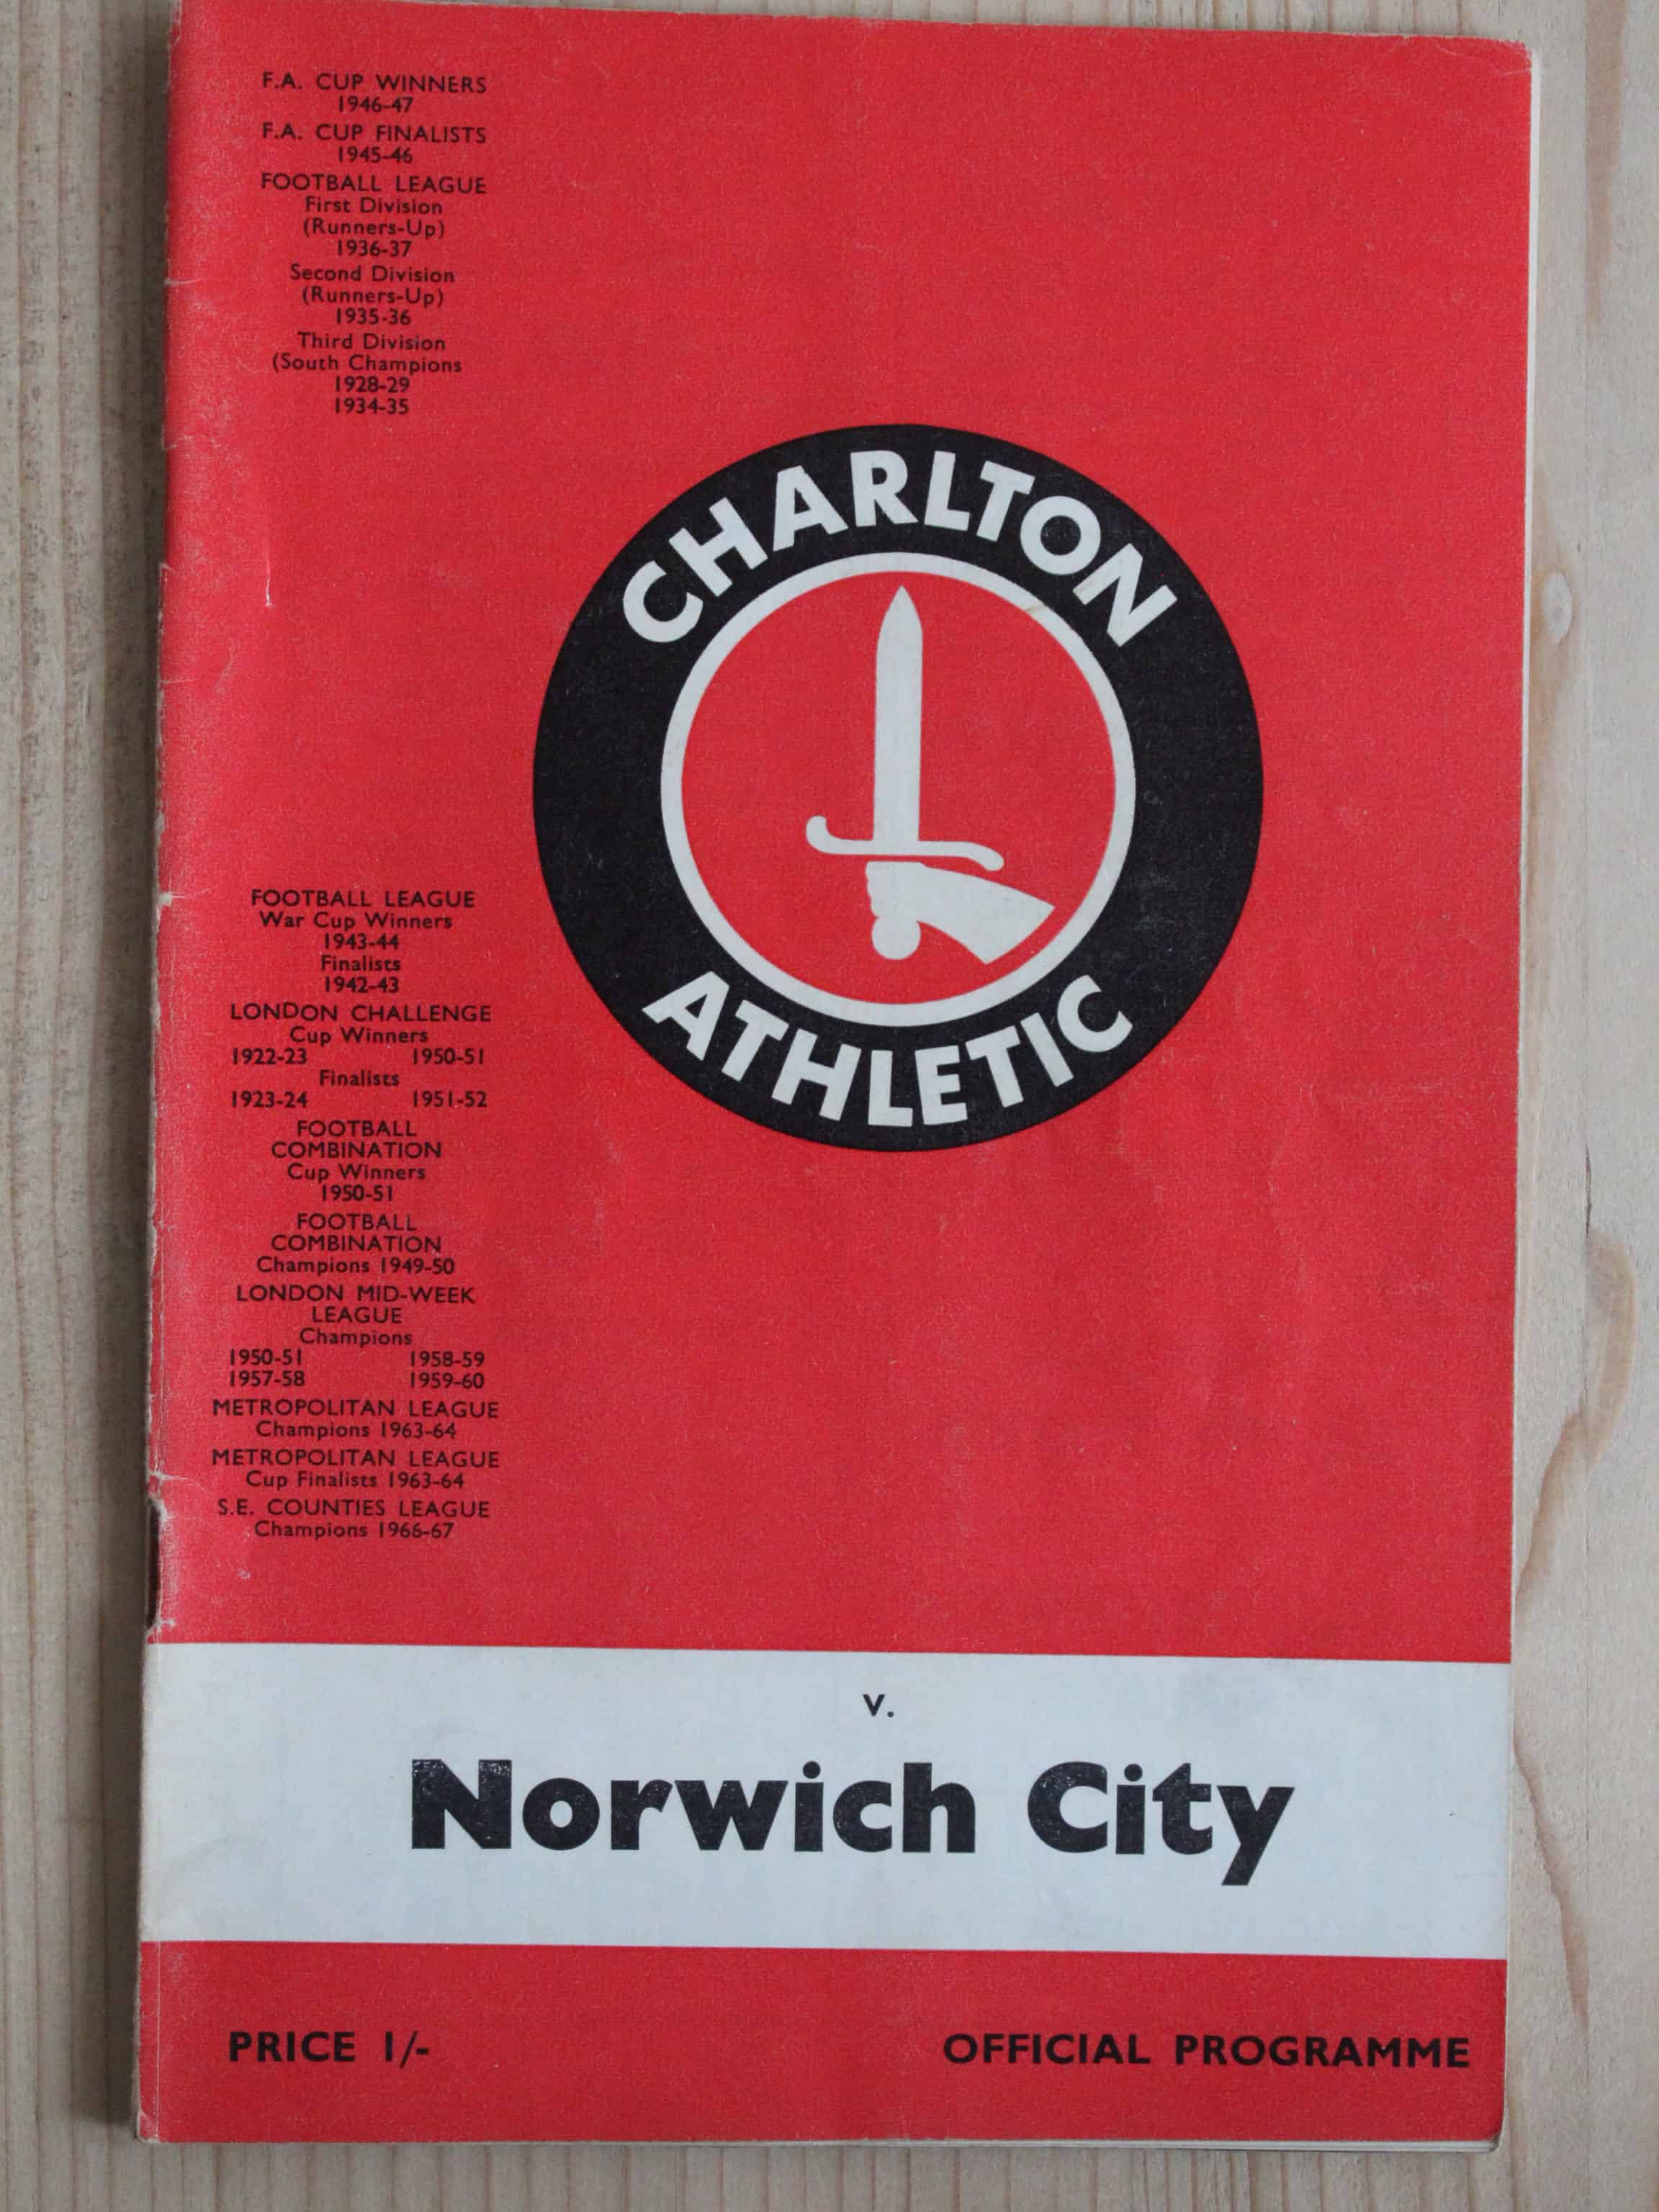 F.A. CUP WINNERS
1946-47
F.A. CUP FINALISTS
1945-46
FOOTBALL LEAGUE
First Division
(Runners-Up)
1936-37
Second Division
(Runners-Up)
1935-36
Third Division
(South Champions
1928-29
1934-35
CHARLTON
ATHLETIC
FOOTBALL LEAGUE
War Cup Winners
1943-44
Finalists
1942-43
LONDON CHALLENGE
Cup Winners
1922-23 1950-51
Finalists
1923-24 1951-52
FOOTBALL
COMBINATION
Cup Winners
1950-51
FOOTBALL
COMBINATION
Champions 1949-50
LONDON MID-WEEK
LEAGUE
Champions
1950-51 1958-59
1957-58 1959-60
METROPOLITAN LEAGUE
Champions 1963-64
METROPOLITAN LEAGUE
Cup Finalists 1963-64
S.E. COUNTIES LEAGUE
Champions 1966-67
v.
Norwich City
PRICE 1/- OFFICIAL PROGRAMME